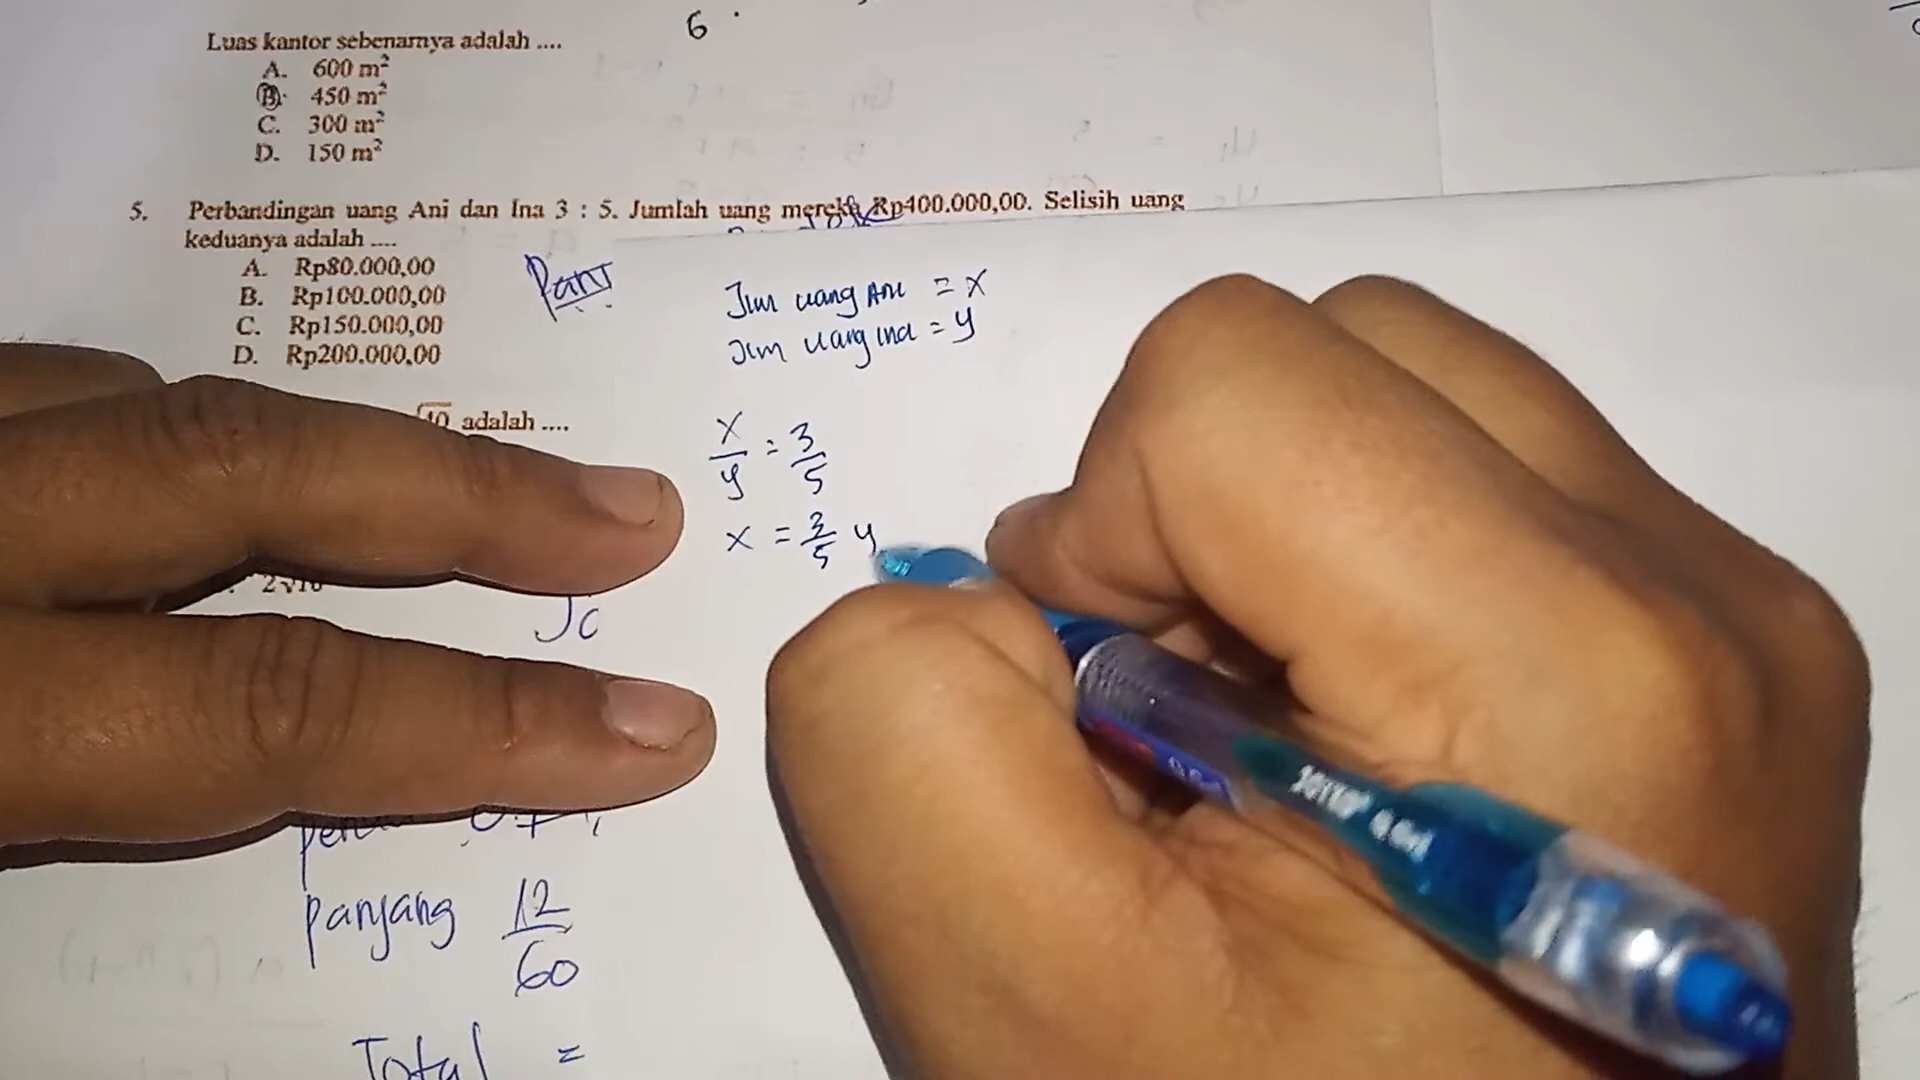 6
Luas kantor sebenarnya adalah ....
A. 600 m²
B. 450 m²
C. 300 m²
D. 150 m²
5. Perbandingan uang Ani dan Ina 3 : 5. Jumlah uang mereka Rp400.000,00. Selisih uang
keduanya adalah ....
A. Rp80.000,00
B. Rp100.000,00
C. Rp150.000,00
D. Rp200.000,00
Jlm uang Ani = x
Jlm uang ina = y
x/y = 3/5
x = 3/5 y
10 adalah ....
panjang 12/60
Total =